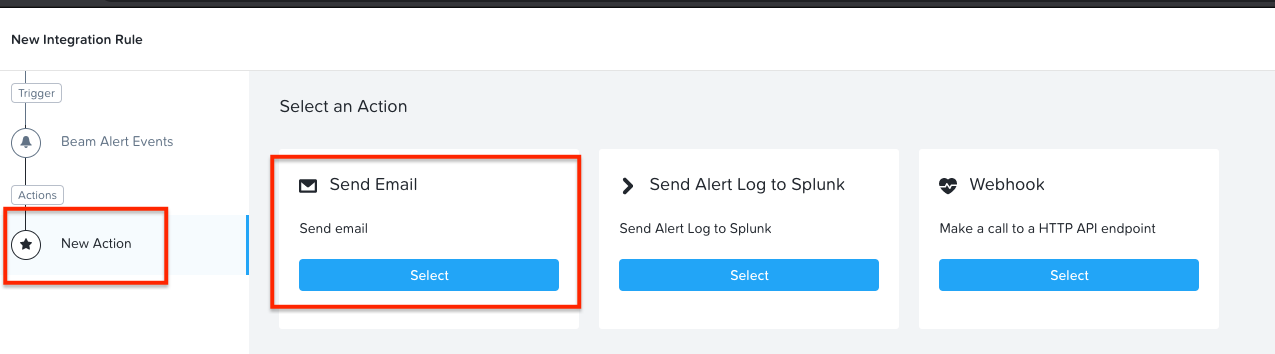 New Integration Rule
Trigger
Beam Alert Events
Actions
New Action
Select an Action
Send Email
Send email
Select
Send Alert Log to Splunk
Send Alert Log to Splunk
Select
Webhook
Make a call to a HTTP API endpoint
Select